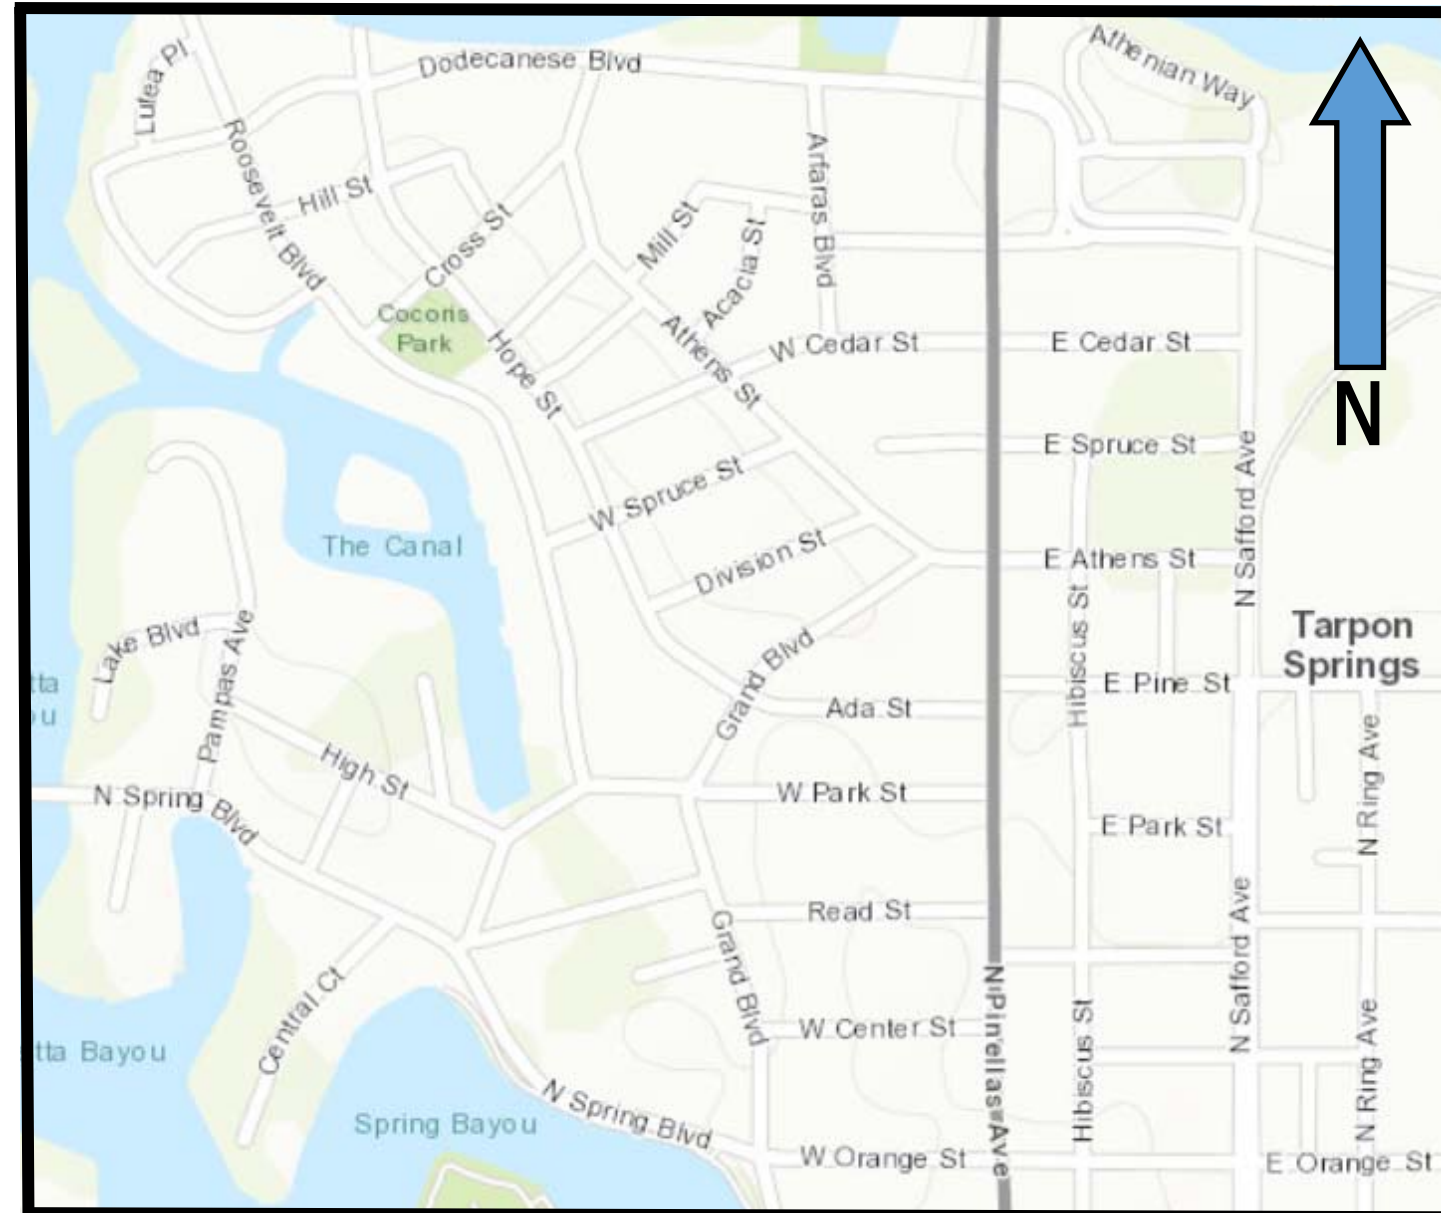 Athenian Way
Dodecanese Blvd
Lutea Pl
Roosevelt Blvd
Hill St
Arfaras Blvd
Cross St
Mill St
Acacia St
Cocoris
Park
Hope St
Athens St
W Cedar St
E Cedar St
N
E Spruce St
N Safford Ave
W Spruce St
The Canal
Division St
E Athens St
Hibiscus St
Tarpon
Springs
Lake Blvd
Pampas Ave
Grand Blvd
E Pine St
Ada St
High St
N Spring Blvd
W Park St
E Park St
N Ring Ave
Read St
Grand Blvd
N Safford Ave
Central Ct
N Pinellas Ave
W Center St
Hibiscus St
N Ring Ave
tta Bayou
Spring Bayou
N Spring Blvd
W Orange St
E Orange St